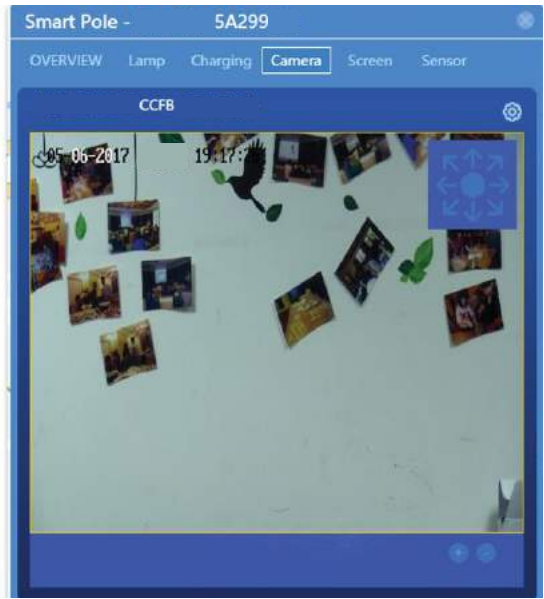 Smart Pole - 5A299
OVERVIEW Lamp Charging Camera Screen Sensor
CCFB
05-06-2017 19:17: